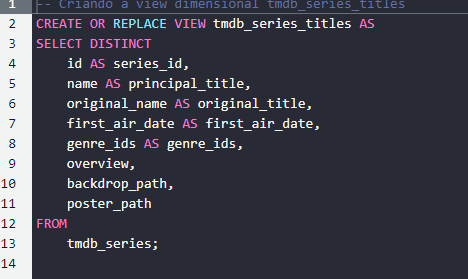 1 -- Criando a view dimensional tmdb_series_titles
2 CREATE OR REPLACE VIEW tmdb_series_titles AS
3 SELECT DISTINCT
4 id AS series_id,
5 name AS principal_title,
6 original_name AS original_title,
7 first_air_date AS first_air_date,
8 genre_ids AS genre_ids,
9 overview,
10 backdrop_path,
11 poster_path
12 FROM
13 tmdb_series;
14